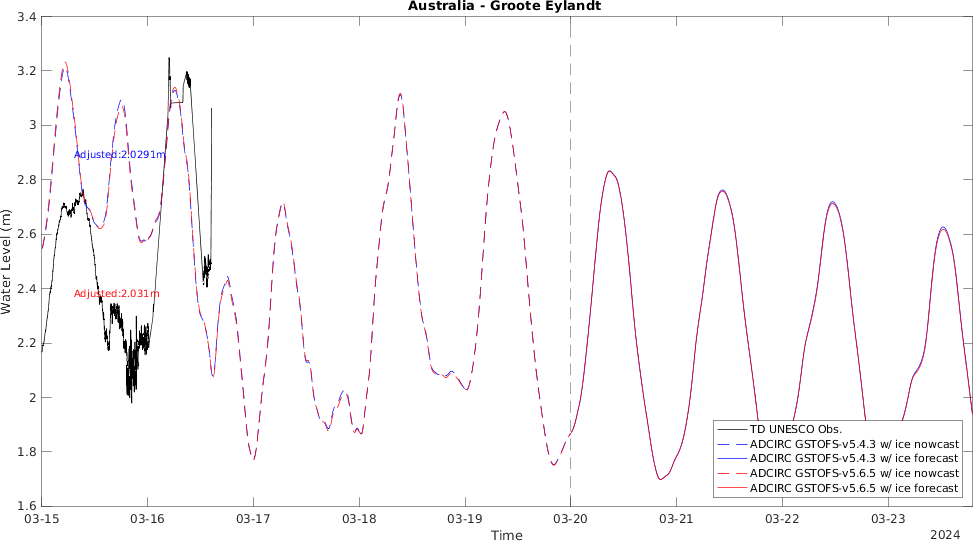 Australia - Groote Eylandt
3.4
3.2
3
2.8
2.6
2.4
2.2
2
1.8
1.6
Water Level (m)
Adjusted:2.0291m
Adjusted:2.031m
TD UNESCO Obs.
ADCIRC GSTOFS-v5.4.3 w/ ice nowcast
ADCIRC GSTOFS-v5.4.3 w/ ice forecast
ADCIRC GSTOFS-v5.6.5 w/ ice nowcast
ADCIRC GSTOFS-v5.6.5 w/ ice forecast
03-15 03-16 03-17 03-18 03-19 03-20 03-21 03-22 03-23
Time
2024